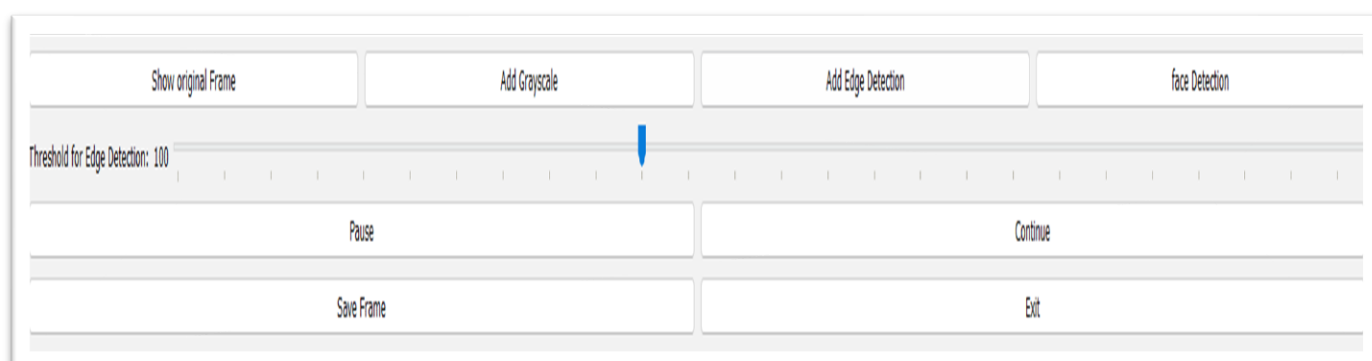 Show original Frame Add Grayscale Add Edge Detection face Detection
Threshold for Edge Detection: 100
Pause Continue
Save Frame Exit